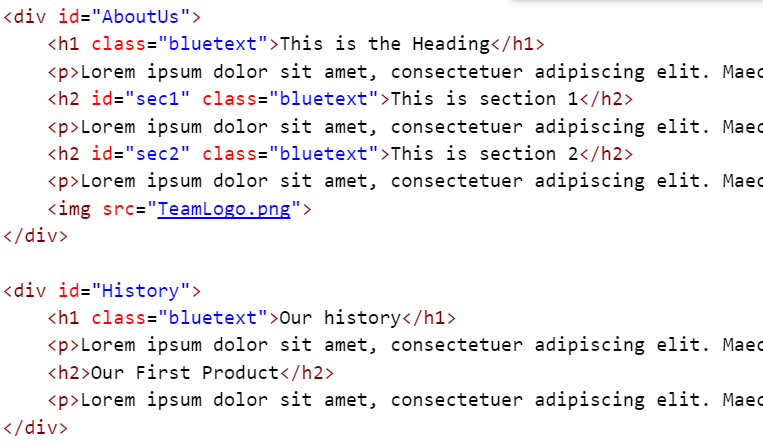 <div id="AboutUs">
    <h1 class="bluetext">This is the Heading</h1>
    <p>Lorem ipsum dolor sit amet, consectetuer adipiscing elit. Maec
    <h2 id="sec1" class="bluetext">This is section 1</h2>
    <p>Lorem ipsum dolor sit amet, consectetuer adipiscing elit. Maec
    <h2 id="sec2" class="bluetext">This is section 2</h2>
    <p>Lorem ipsum dolor sit amet, consectetuer adipiscing elit. Maec
    <img src="TeamLogo.png">
</div>

<div id="History">
    <h1 class="bluetext">Our history</h1>
    <p>Lorem ipsum dolor sit amet, consectetuer adipiscing elit. Maec
    <h2>Our First Product</h2>
    <p>Lorem ipsum dolor sit amet, consectetuer adipiscing elit. Maec
</div>